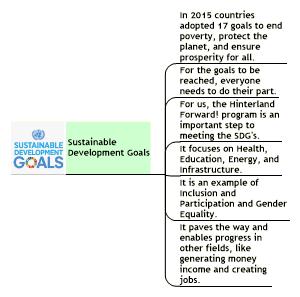 In 2015 countries
adopted 17 goals to end
poverty, protect the
planet, and ensure
prosperity for all.
For the goals to be
reached, everyone
needs to do their part.
For us, the Hinterland
Forward! program is an
important step to
meeting the SDG's.
SUSTAINABLE
DEVELOPMENT
GOALS
Sustainable
Development Goals
It focuses on Health,
Education, Energy, and
Infrastructure.
It is an example of
Inclusion and
Participation and Gender
Equality.
It paves the way and
enables progress in
other fields, like
generating money
income and creating
jobs.